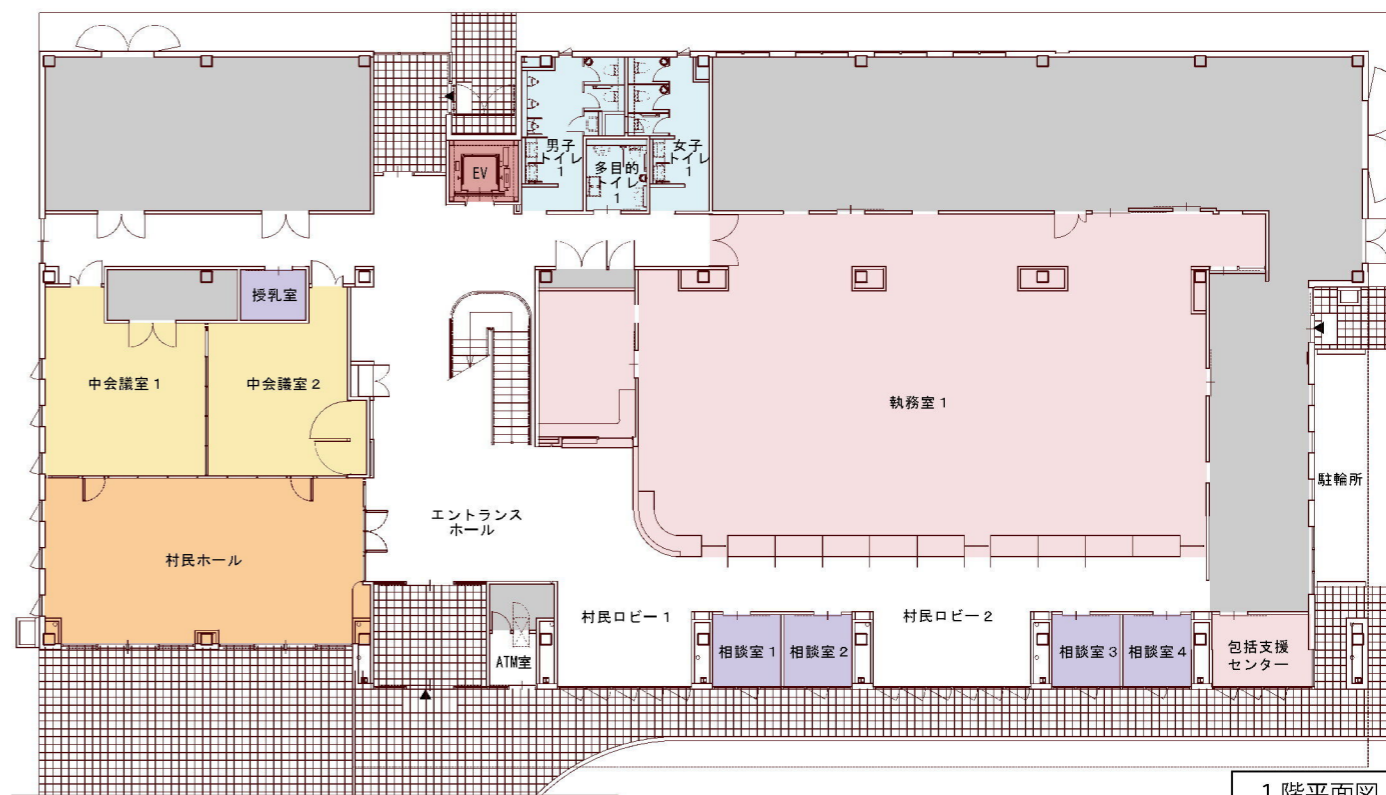 男子
トイレ
1
多目的
トイレ
1
女子
トイレ
1
EV
授乳室
中会議室1
中会議室2
執務室1
駐輪所
エントランス
ホール
村民ホール
村民ロビー1
村民ロビー2
ATM室
相談室1
相談室2
相談室3
相談室4
包括支援
センター
1階平面図